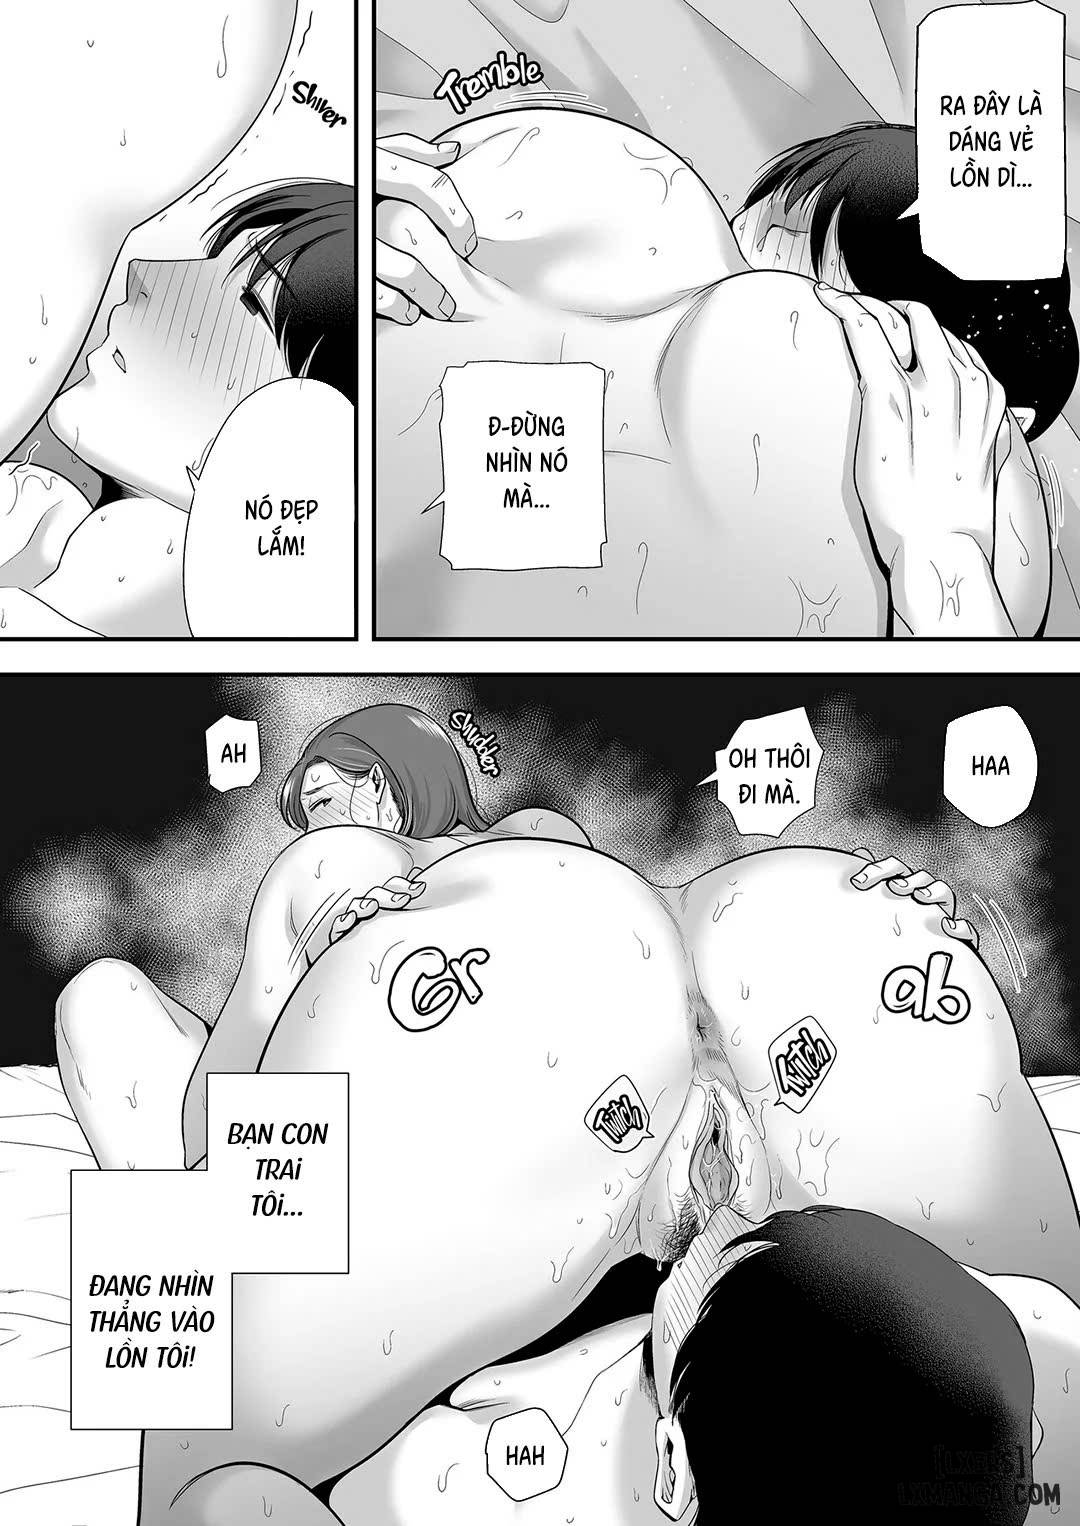 RA ĐÂY LÀ
DÁNG VẺ
LỒN DÌ...
Tremble
Đ-ĐỪNG
NHÌN NÓ
MÀ...
Shiver
NÓ ĐẸP
LẮM!
HAA
OH THÔI
ĐI MÀ.
Shudder
AH
Gr
ab
Twitch
Twitch
BẠN CON
TRAI
TÔI...
ĐANG NHÌN
THẲNG VÀO
LỒN TÔI!
HAH
LXMANGA.COM